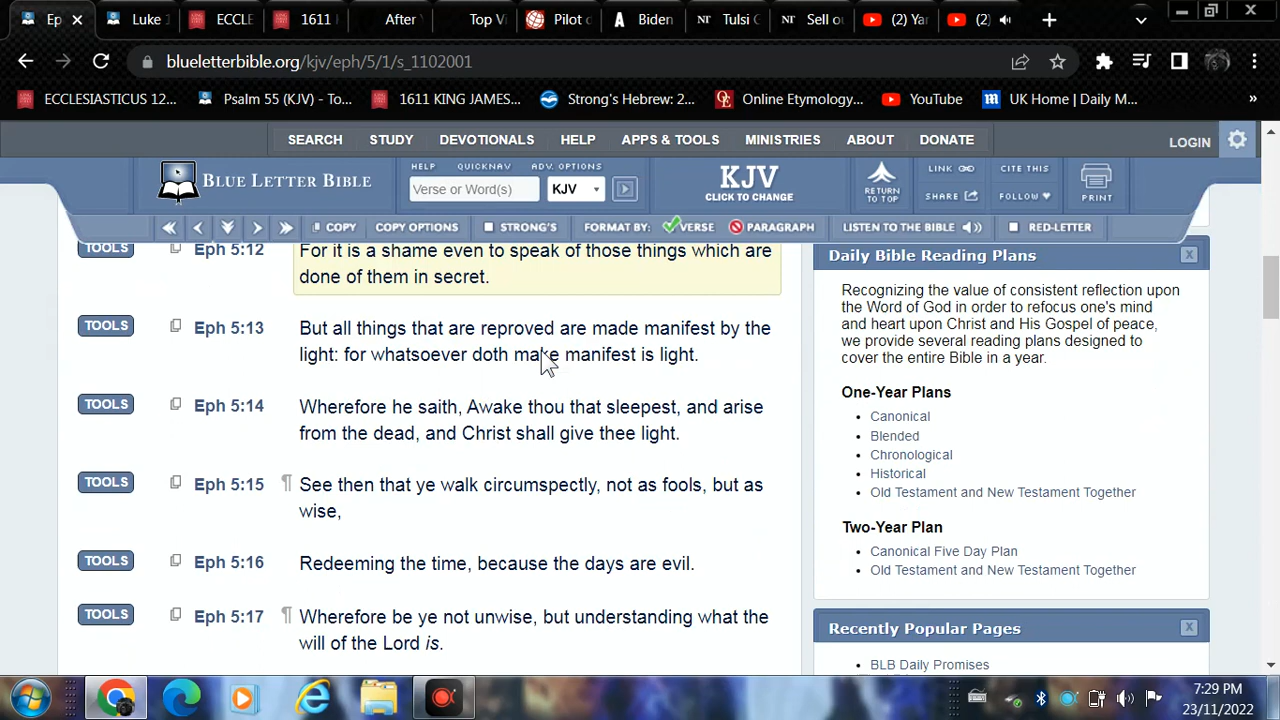 Ep
Luke
ECCLE
1611
After
Top V
Pilot
Biden
Tulsi
Sell o
(2) Ya
(2)
blueletterbible.org/kjv/eph/5/1/s_1102001
ECCLESIASTICUS 12...
Psalm 55 (KJV) - To...
1611 KING JAMES...
Strong's Hebrew: 2...
Online Etymology...
YouTube
UK Home | Daily M...
»
SEARCH STUDY DEVOTIONALS HELP APPS & TOOLS MINISTRIES ABOUT DONATE
LOGIN
BLUE LETTER BIBLE
HELP QUICKNAV ADV. OPTIONS
Verse or Word(s)
KJV
KJV
CLICK TO CHANGE
RETURN
TO TOP
LINK
CITE THIS
SHARE
FOLLOW
PRINT
COPY
COPY OPTIONS
STRONG'S
FORMAT BY: VERSE PARAGRAPH
LISTEN TO THE BIBLE
RED-LETTER
TOOLS Eph 5:12 For it is a shame even to speak of those things which are
done of them in secret.
TOOLS Eph 5:13 But all things that are reproved are made manifest by the
light: for whatsoever doth make manifest is light.
TOOLS Eph 5:14 Wherefore he saith, Awake thou that sleepest, and arise
from the dead, and Christ shall give thee light.
TOOLS Eph 5:15 ¶ See then that ye walk circumspectly, not as fools, but as
wise,
TOOLS Eph 5:16 Redeeming the time, because the days are evil.
TOOLS Eph 5:17 ¶ Wherefore be ye not unwise, but understanding what the
will of the Lord is.
Daily Bible Reading Plans
Recognizing the value of consistent reflection upon
the Word of God in order to refocus one's mind
and heart upon Christ and His Gospel of peace,
we provide several reading plans designed to
cover the entire Bible in a year.
One-Year Plans
• Canonical
• Blended
• Chronological
• Historical
• Old Testament and New Testament Together
Two-Year Plan
• Canonical Five Day Plan
• Old Testament and New Testament Together
Recently Popular Pages
• BLB Daily Promises
7:29 PM
23/11/2022